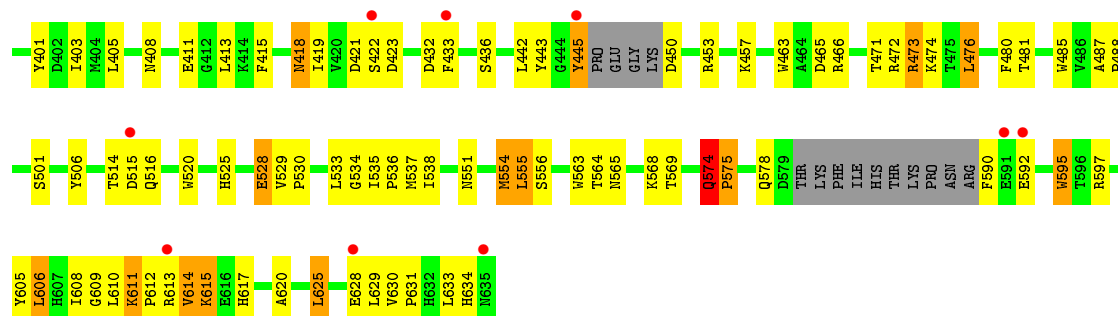 Y401 D402 I403 M404 L405 N408 E411 G412 L413 K414 F415 N418 I419 V420 D421 S422 D423 D432 F433 S436 L442 Y443 G444 Y445 PRO GLU GLY LYS D450 R453 K457 W463 A464 D465 R466 T471 R472 R473 K474 T475 L476 F480 T481 W485 V486 A487
S501 Y506 T514 D515 Q516 W520 H525 E528 V529 P530 L533 G534 I535 P536 M537 I538 N551 M554 L555 S556 W563 T564 N565 K568 T569 Q574 P575 Q578 D579 THR LYS PHE ILE HIS THR LYS PRO ASN ARG F590 E591 E592 W595 T596 R597
Y605 L606 H607 I608 G609 L610 K611 P612 R613 V614 K615 E616 H617 A620 L625 E628 L629 V630 P631 H632 L633 H634 N635